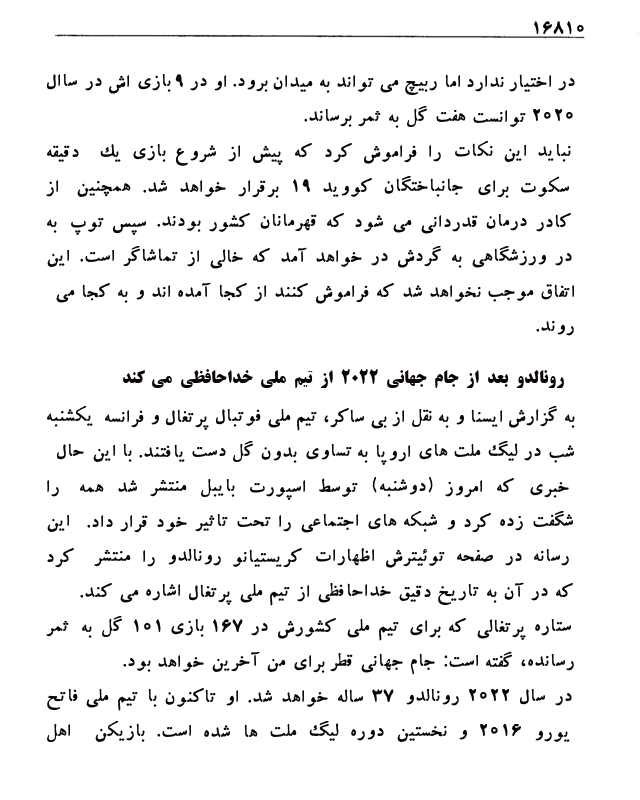 ۱۶۸۱۰
در اختیار ندارد اما ربیچ می تواند به میدان برود. او در ۹ بازی اش در ساال
۲۰۲۰ توانست هفت گل به ثمر برساند.
نباید این نکات را فراموش کرد که پیش از شروع بازی یك دقیقه
سکوت برای جانباختگان کووید ۱۹ برقرار خواهد شد. همچنین از
کادر درمان قدردانی می شود که قهرمانان کشور بودند. سپس توپ به
در ورزشگاهی به گردش در خواهد آمد که خالی از تماشاگر است. این
اتفاق موجب نخواهد شد که فراموش کنند از کجا آمده اند و به کجا می
روند.
رونالدو بعد از جام جهانی ۲۰۲۲ از تیم ملی خداحافظی می کند
به گزارش ایسنا و به نقل از بی ساکر، تیم ملی فوتبال پرتغال و فرانسه یکشنبه
شب در لیگ ملت های اروپا به تساوی بدون گل دست یافتند. با این حال
خبری که امروز (دوشنبه) توسط اسپورت بایبل منتشر شد همه را
شگفت زده کرد و شبکه های اجتماعی را تحت تاثیر خود قرار داد. این
رسانه در صفحه توئیترش اظهارات کریستیانو رونالدو را منتشر کرد
که در آن به تاریخ دقیق خداحافظی از تیم ملی پرتغال اشاره می کند.
ستاره پرتغالی که برای تیم ملی کشورش در ۱۶۷ بازی ۱۰۱ گل به ثمر
رسانده، گفته است: جام جهانی قطر برای من آخرین خواهد بود.
در سال ۲۰۲۲ رونالدو ۳۷ ساله خواهد شد. او تاکنون با تیم ملی فاتح
یورو ۲۰۱۶ و نخستین دوره لیگ ملت ها شده است. بازیکن اهل